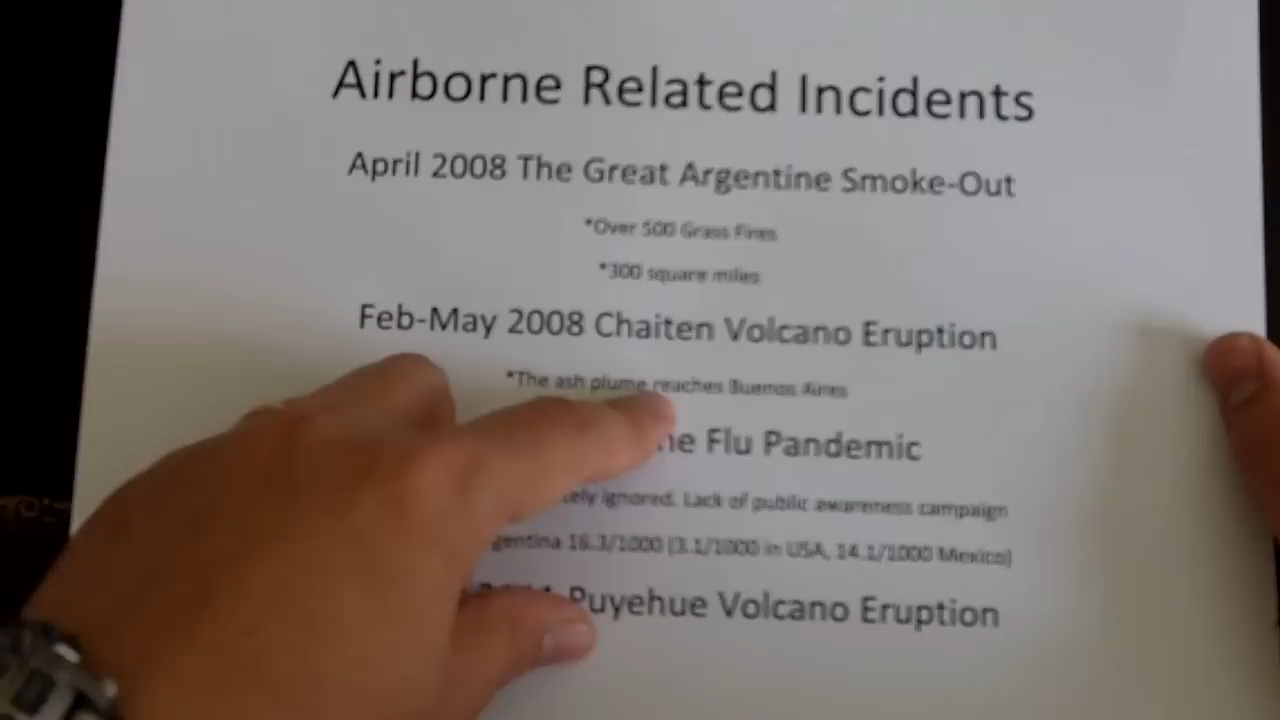 Airborne Related Incidents
April 2008 The Great Argentine Smoke-Out
*Over 500 Grass Fires
*300 square miles
Feb-May 2008 Chaiten Volcano Eruption
*The ash plume reaches Buenos Aires
Flu Pandemic
ignored. Lack of public awareness campaign
16.3/1000 (3.1/1000 in USA, 14.1/1000 Mexico)
Puyehue Volcano Eruption